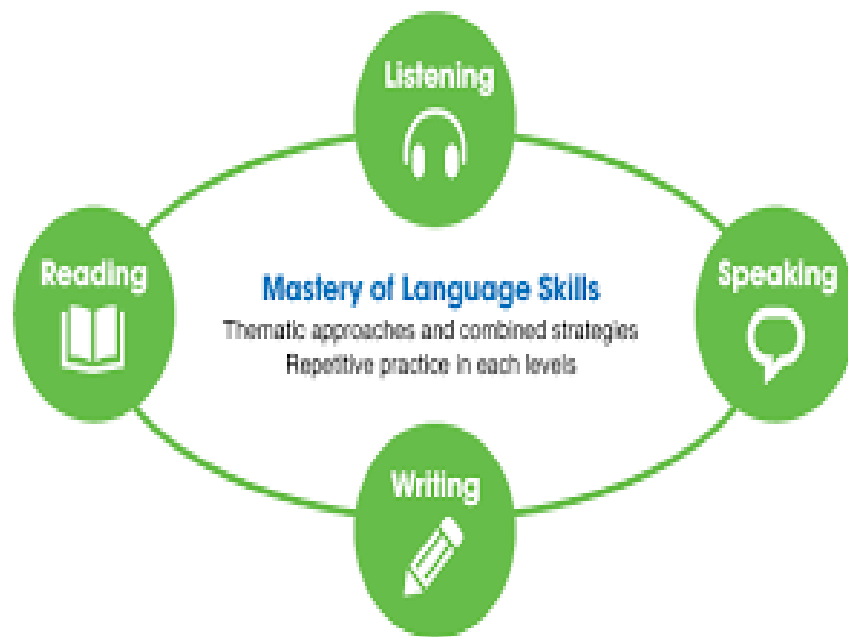 Listening
Reading
Speaking
Mastery of Language Skills
Thematic approaches and combined strategies
Repetitive practice in each levels
Writing